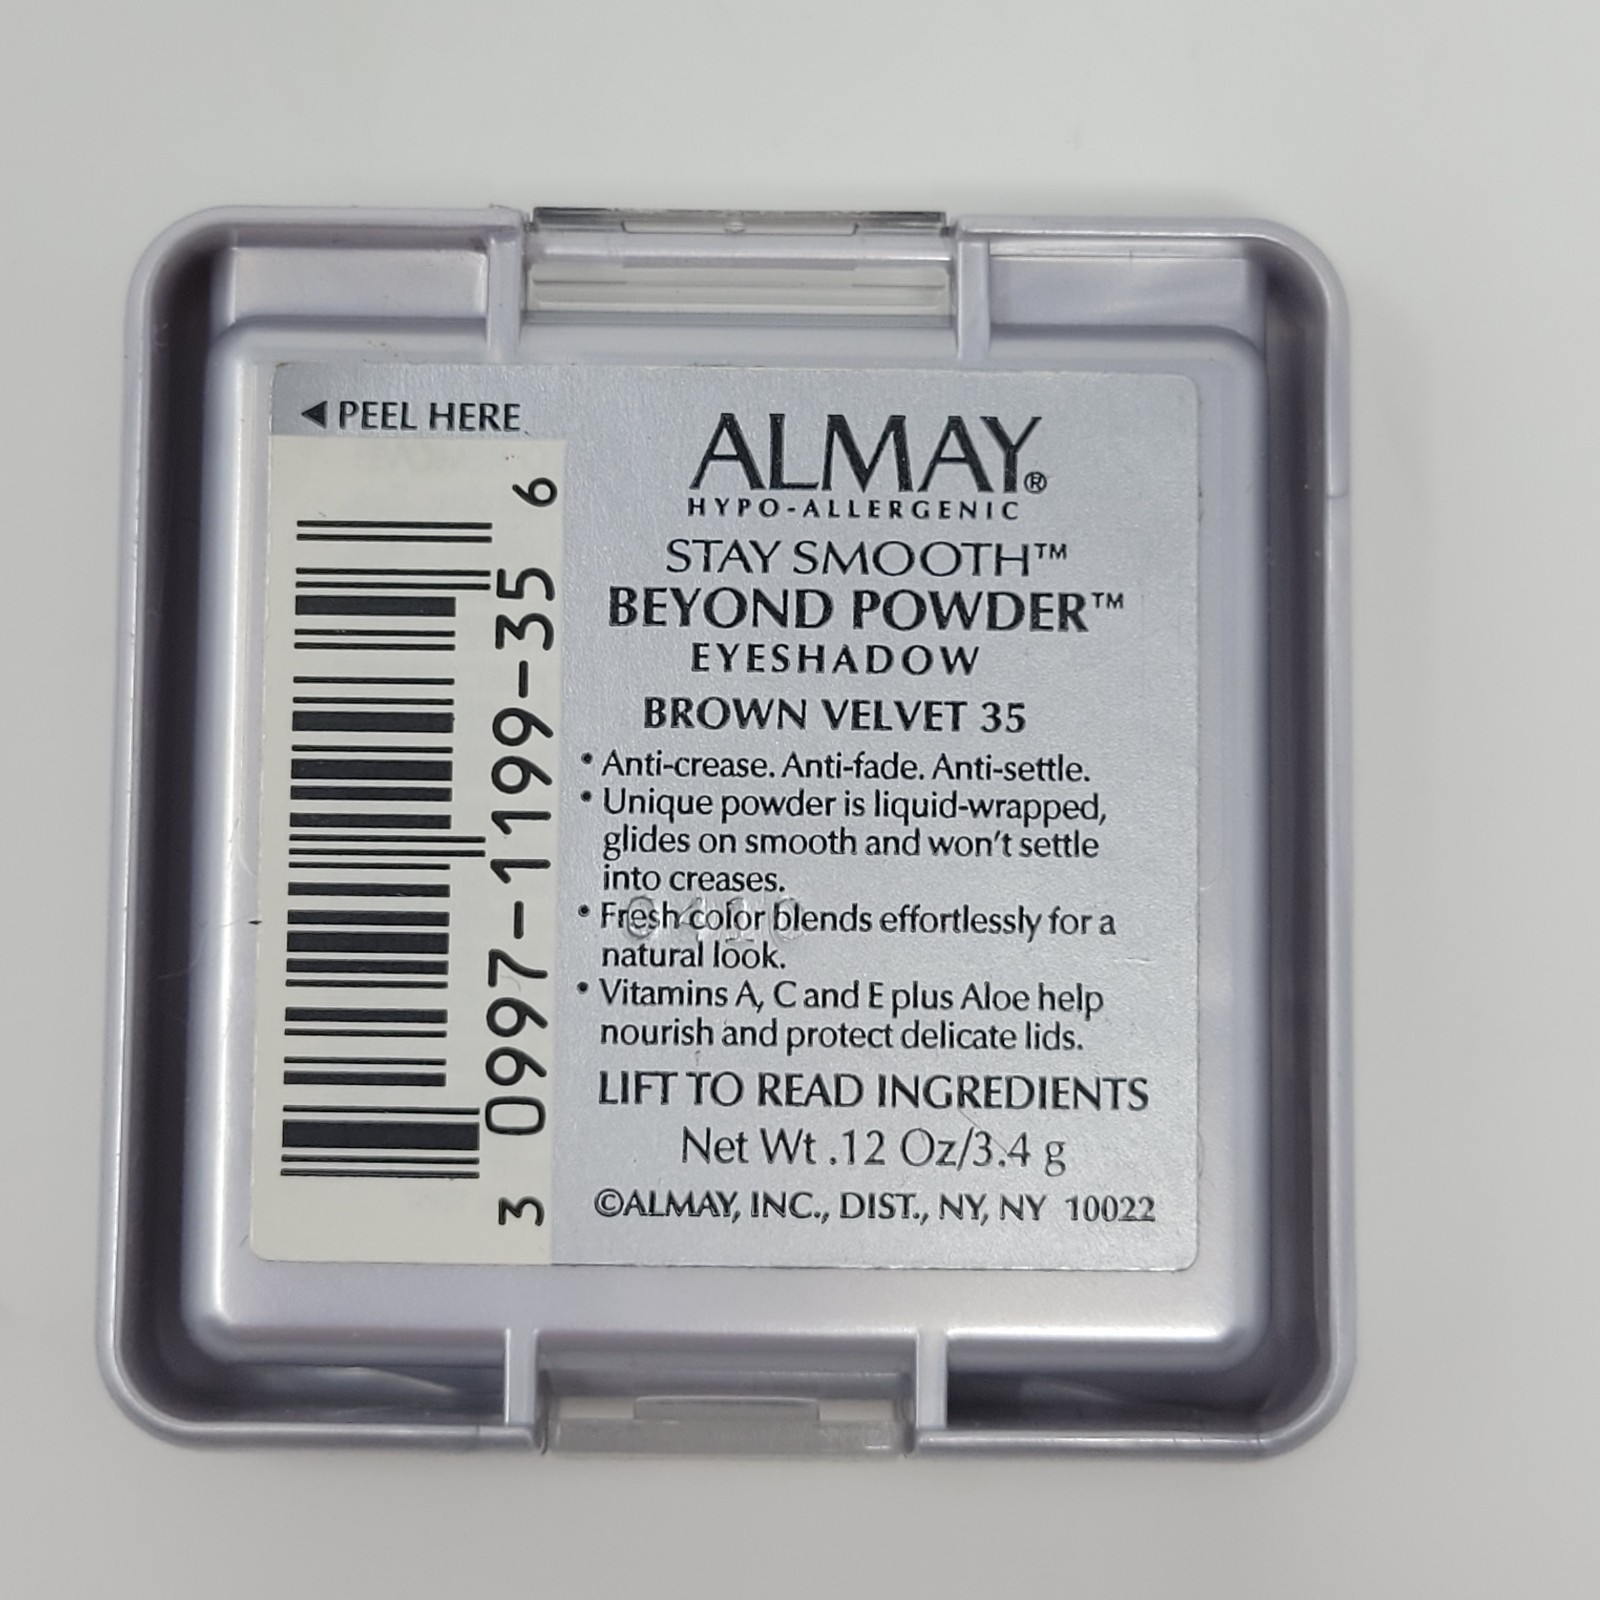 ◄ PEEL HERE
3 0997-1199-35 6
ALMAY®
HYPO-ALLERGENIC
STAY SMOOTH™
BEYOND POWDER™
EYESHADOW
BROWN VELVET 35
• Anti-crease. Anti-fade. Anti-settle.
• Unique powder is liquid-wrapped,
glides on smooth and won't settle
into creases.
• Fresh color blends effortlessly for a
natural look.
• Vitamins A, C and E plus Aloe help
nourish and protect delicate lids.
LIFT TO READ INGREDIENTS
Net Wt .12 Oz/3.4 g
©ALMAY, INC., DIST., NY, NY 10022